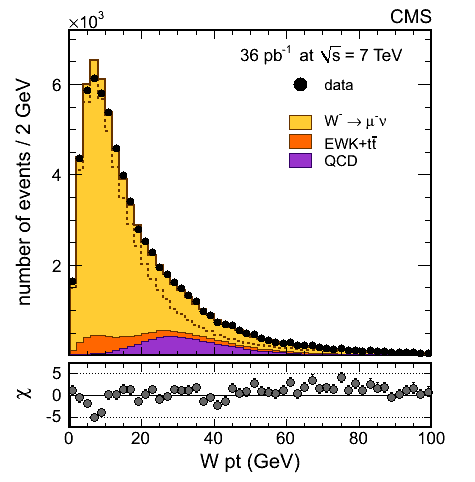 ×10³ CMS
36 pb⁻¹ at √s = 7 TeV
data
W⁻ → μ⁻ν
EWK+tt̄
QCD
number of events / 2 GeV
6
4
2
χ
5
0
-5
0 20 40 60 80 100
W pt (GeV)